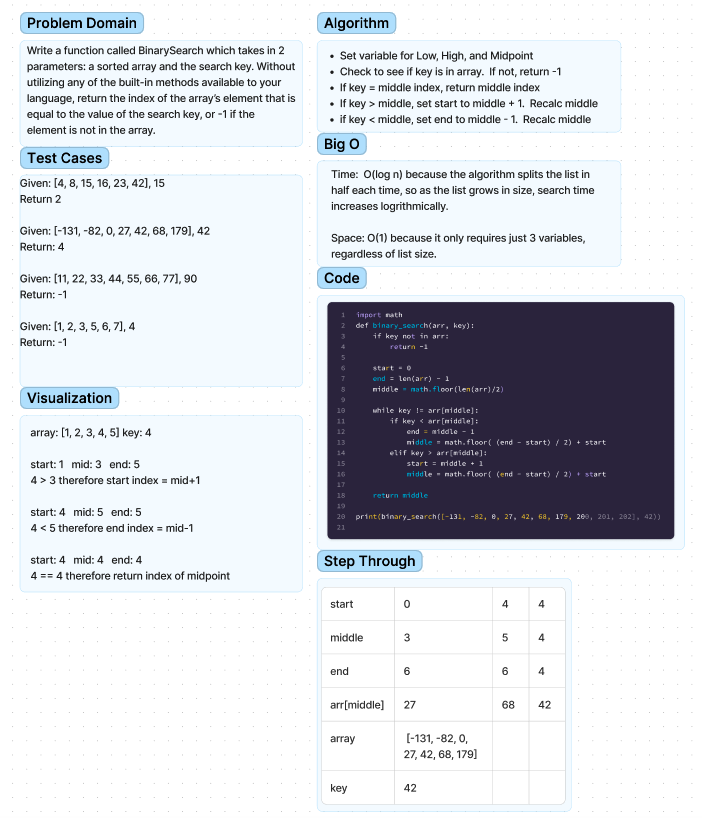 Problem Domain
Write a function called BinarySearch which takes in 2
parameters: a sorted array and the search key. Without
utilizing any of the built-in methods available to your
language, return the index of the array's element that is
equal to the value of the search key, or -1 if the
element is not in the array.
Test Cases
Given: [4, 8, 15, 16, 23, 42], 15
Return 2
Given: [-131, -82, 0, 27, 42, 68, 179], 42
Return: 4
Given: [11, 22, 33, 44, 55, 66, 77], 90
Return: -1
Given: [1, 2, 3, 5, 6, 7], 4
Return: -1
Visualization
array: [1, 2, 3, 4, 5] key: 4
start: 1 mid: 3 end: 5
4 > 3 therefore start index = mid+1
start: 4 mid: 5 end: 5
4 < 5 therefore end index = mid-1
start: 4 mid: 4 end: 4
4 == 4 therefore return index of midpoint
Algorithm
• Set variable for Low, High, and Midpoint
• Check to see if key is in array. If not, return -1
• If key = middle index, return middle index
• If key > middle, set start to middle + 1. Recalc middle
• if key < middle, set end to middle - 1. Recalc middle
Big O
Time: O(log n) because the algorithm splits the list in
half each time, so as the list grows in size, search time
increases logrithmically.
Space: O(1) because it only requires just 3 variables,
regardless of list size.
Code
1 import math
2 def binary_search(arr, key):
3 if key not in arr:
4 return -1
5
6 start = 0
7 end = len(arr) - 1
8 middle = math.floor(len(arr)/2)
9
10 while key != arr[middle]:
11 if key < arr[middle]:
12 end = middle - 1
13 middle = math.floor( (end - start) / 2) + start
14 elif key > arr[middle]:
15 start = middle + 1
16 middle = math.floor( (end - start) / 2) + start
17
18 return middle
19
20 print(binary_search([-131, -82, 0, 27, 42, 68, 179, 200, 201, 202], 42))
21
Step Through
start 0 4 4
middle 3 5 4
end 6 6 4
arr[middle] 27 68 42
array [-131, -82, 0,
27, 42, 68, 179]
key 42